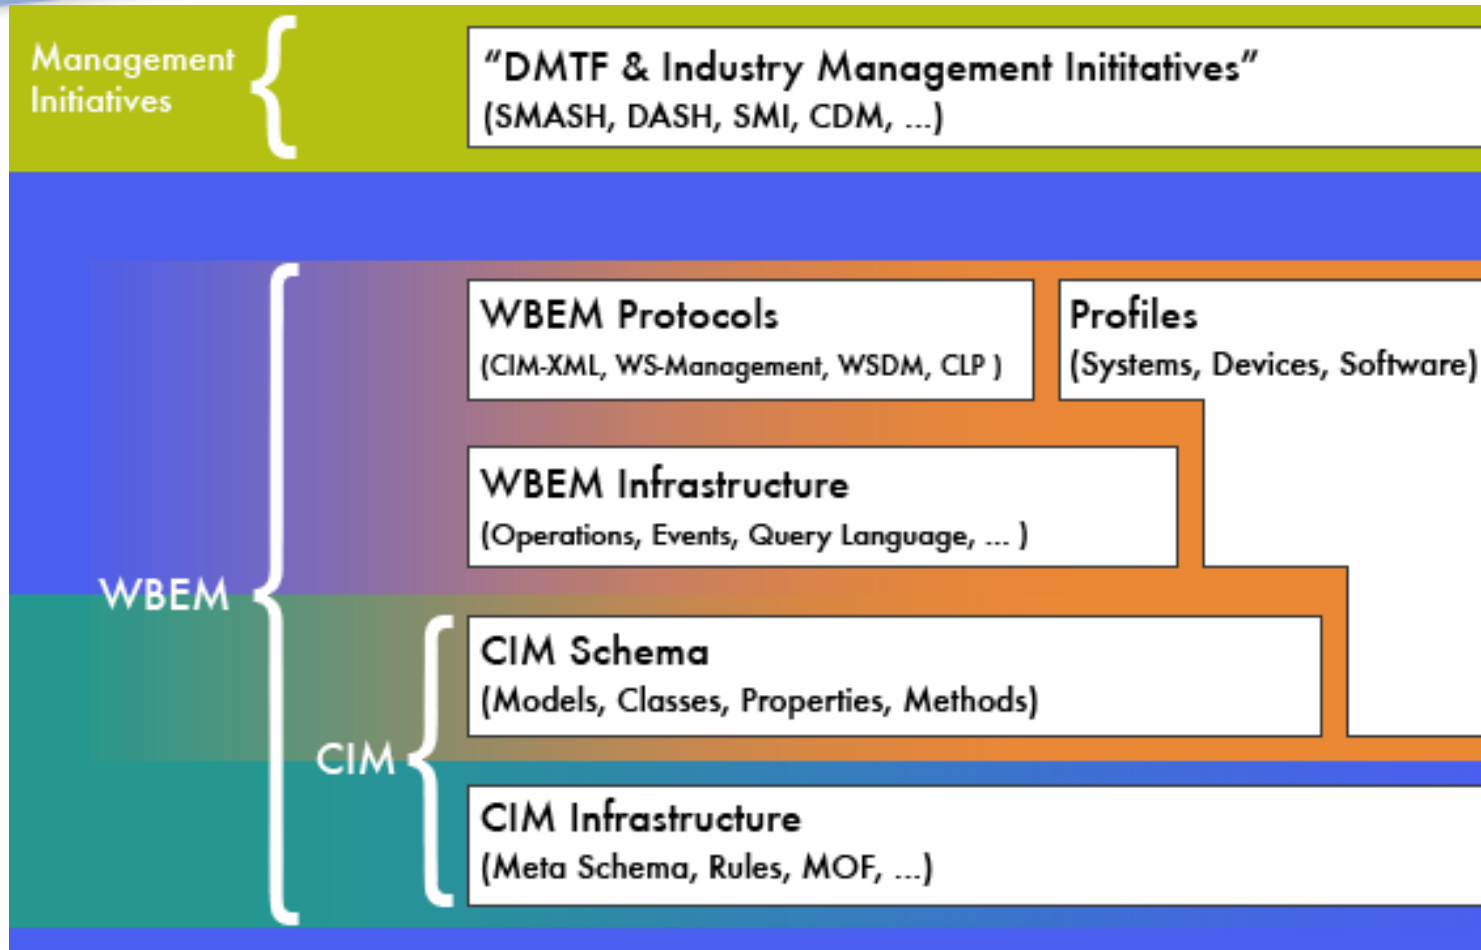 Management
Initiatives
“DMTF & Industry Management Inititatives”
(SMASH, DASH, SMI, CDM, ...)
WBEM Protocols
(CIM-XML, WS-Management, WSDM, CLP )
Profiles
(Systems, Devices, Software)
WBEM Infrastructure
(Operations, Events, Query Language, ... )
WBEM
CIM Schema
(Models, Classes, Properties, Methods)
CIM
CIM Infrastructure
(Meta Schema, Rules, MOF, ...)